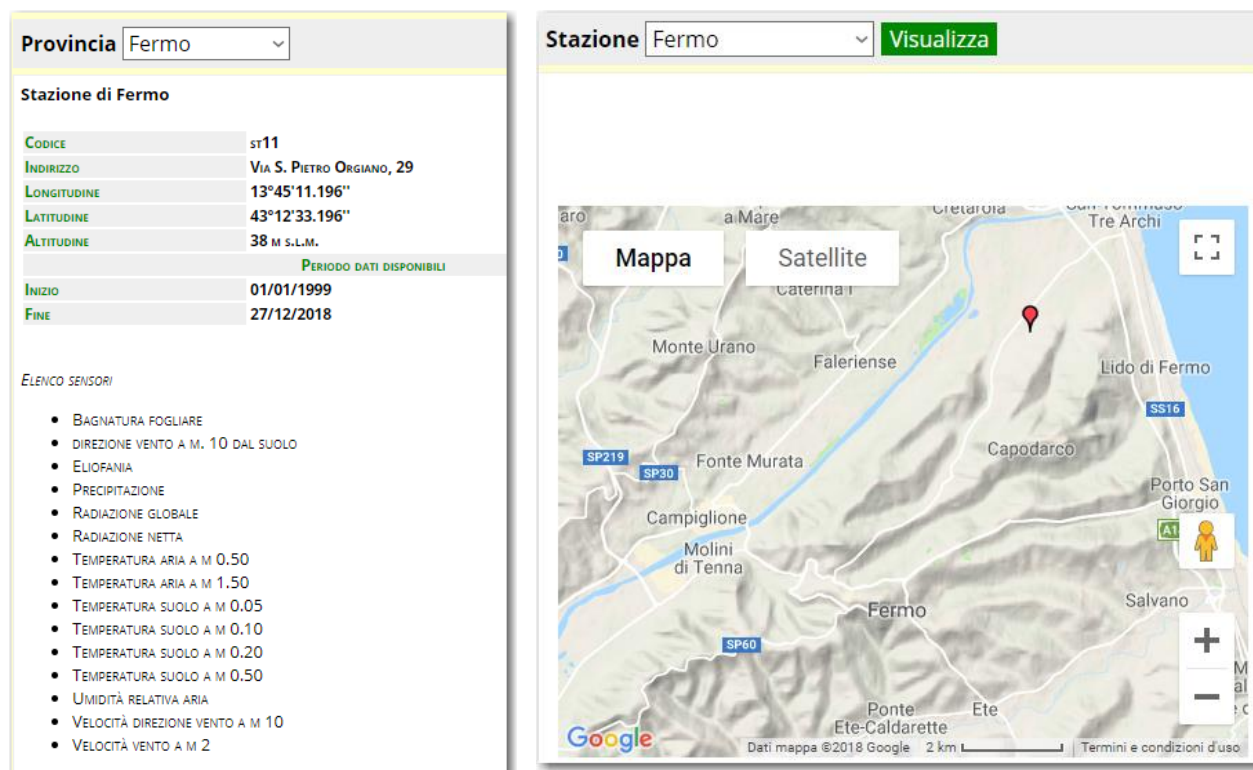 Provincia Fermo
Stazione di Fermo
Codice st11
Indirizzo Via S. Pietro Orgiano, 29
Longitudine 13°45'11.196''
Latitudine 43°12'33.196''
Altitudine 38 m s.l.m.
Periodo dati disponibili
Inizio 01/01/1999
Fine 27/12/2018
Elenco sensori
• Bagnatura fogliare
• direzione vento a m. 10 dal suolo
• Eliofania
• Precipitazione
• Radiazione globale
• Radiazione netta
• Temperatura aria a m 0.50
• Temperatura aria a m 1.50
• Temperatura suolo a m 0.05
• Temperatura suolo a m 0.10
• Temperatura suolo a m 0.20
• Temperatura suolo a m 0.50
• Umidità relativa aria
• Velocità direzione vento a m 10
• Velocità vento a m 2
Stazione Fermo Visualizza
aro
a Mare
Cretarola
Tre Archi
Mappa Satellite
Caterina I
Monte Urano
Faleriense
Lido di Fermo
SS16
Capodarco
SP219
SP30
Fonte Murata
Porto San
Giorgio
Campiglione
A1
Molini
di Tenna
Salvano
Fermo
+
SP60
−
Ponte
Ete-Caldarette
Ete
Google
Dati mappa ©2018 Google 2 km Termini e condizioni d'uso